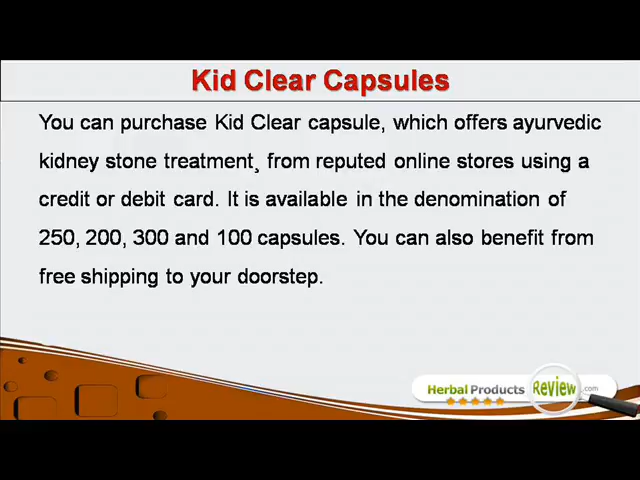 Kid Clear Capsules
You can purchase Kid Clear capsule, which offers ayurvedic
kidney stone treatment¸ from reputed online stores using a
credit or debit card. It is available in the denomination of
250, 200, 300 and 100 capsules. You can also benefit from
free shipping to your doorstep.
Herbal Products Review.com